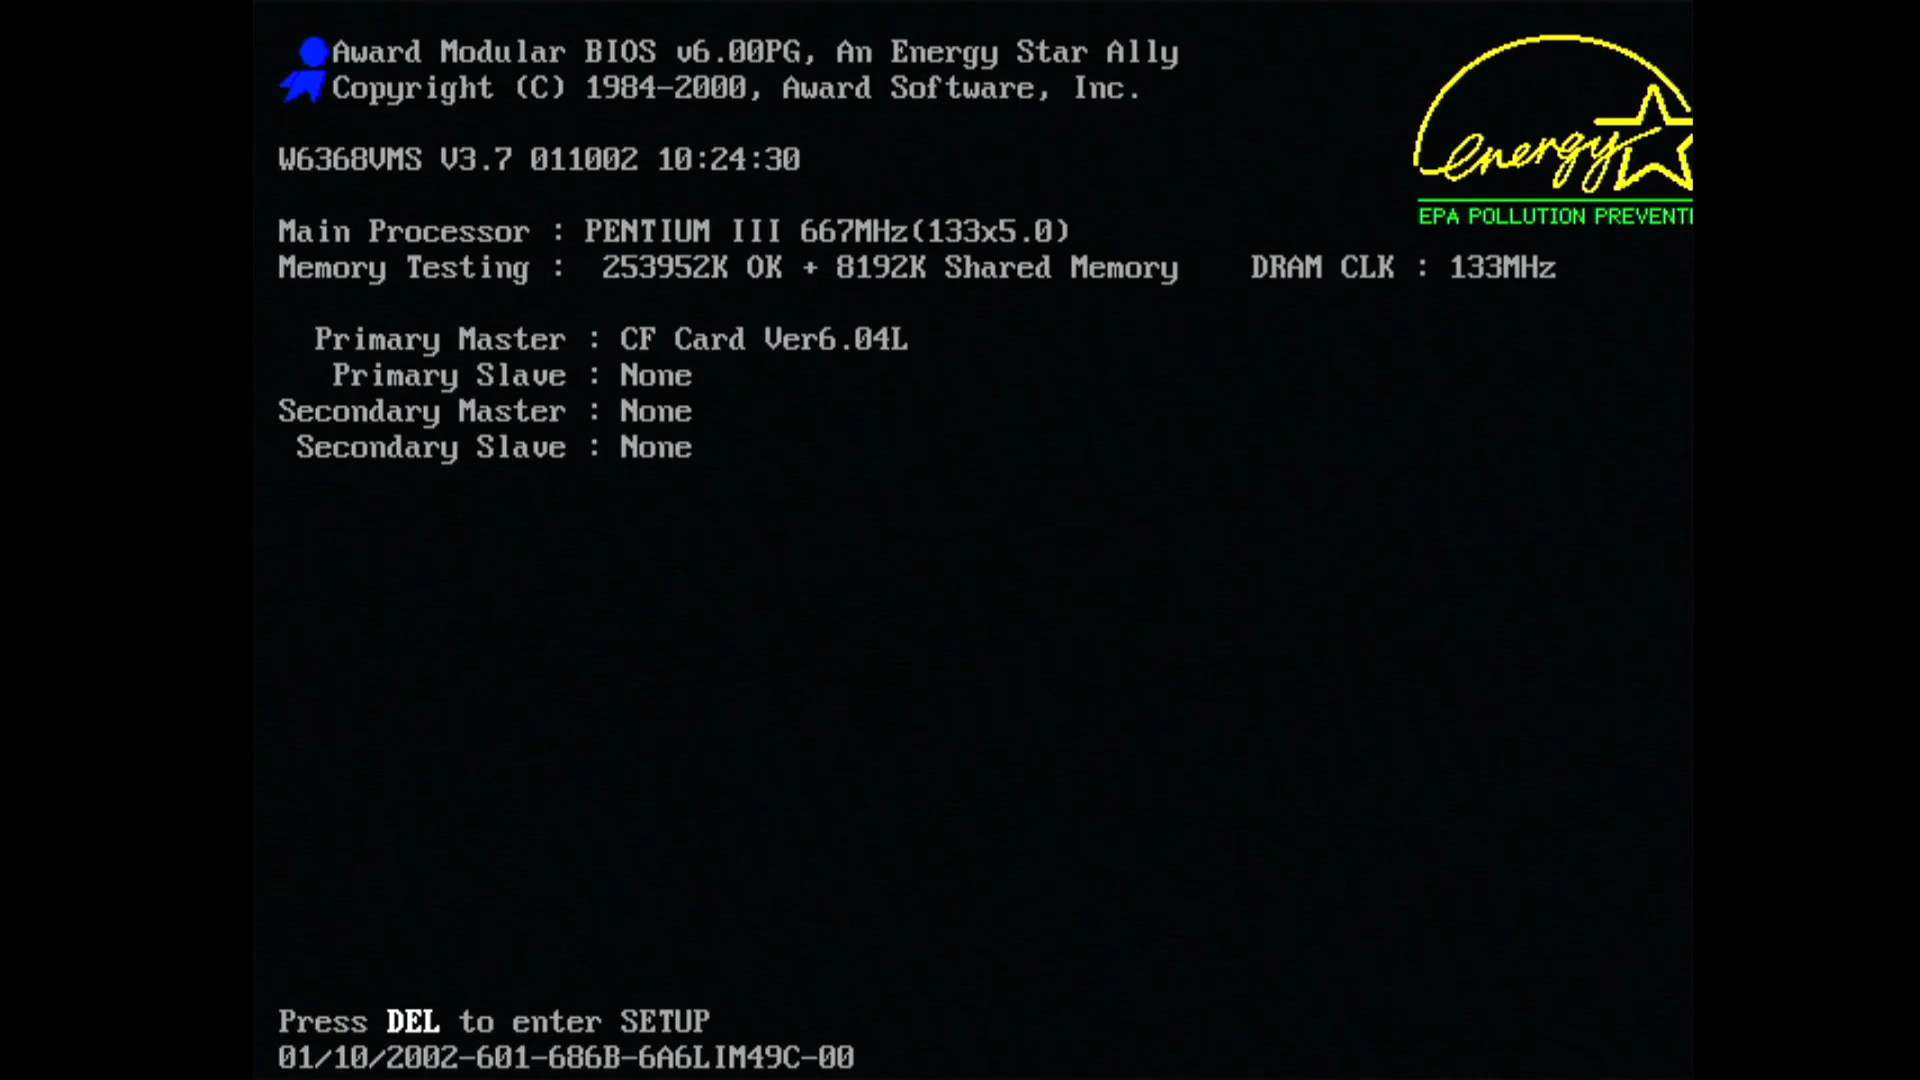 Award Modular BIOS v6.00PG, An Energy Star Ally
Copyright (C) 1984-2000, Award Software, Inc.
energy
EPA POLLUTION PREVENTI
W6368VMS V3.7 011002 10:24:30
Main Processor : PENTIUM III 667MHz(133x5.0)
Memory Testing :  253952K OK + 8192K Shared Memory    DRAM CLK : 133MHz
Primary Master : CF Card Ver6.04L
Primary Slave : None
Secondary Master : None
Secondary Slave : None
Press DEL to enter SETUP
01/10/2002-601-686B-6A6LIM49C-00